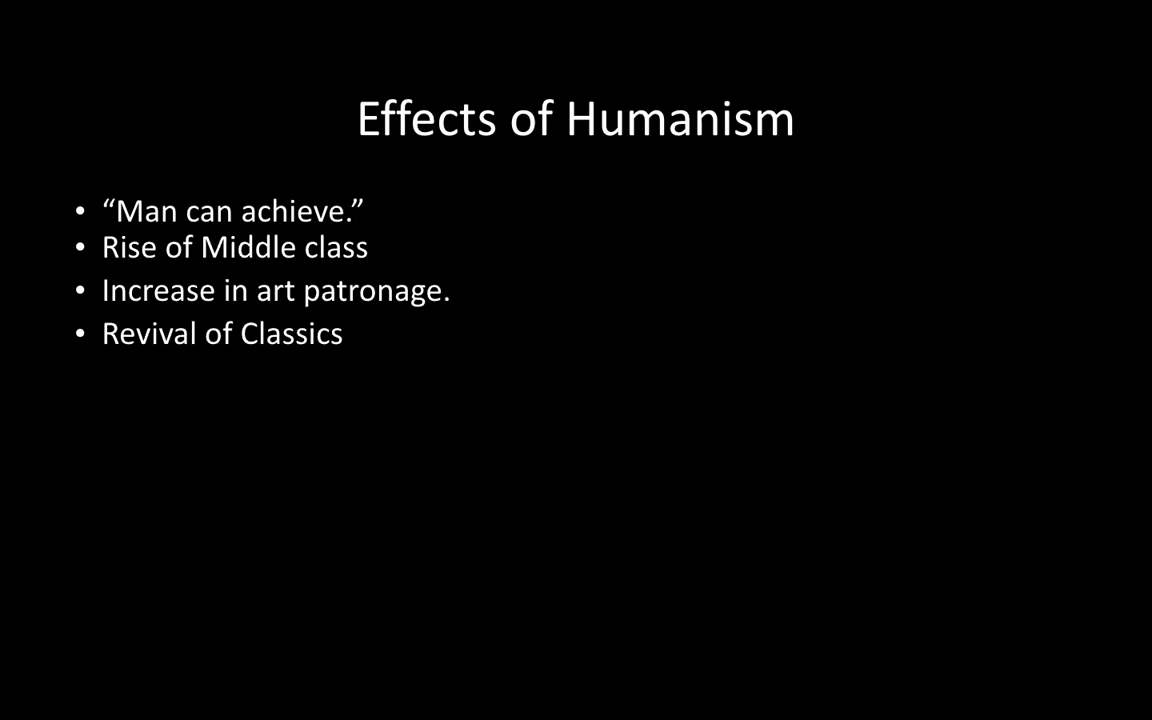 Effects of Humanism
• “Man can achieve.”
• Rise of Middle class
• Increase in art patronage.
• Revival of Classics